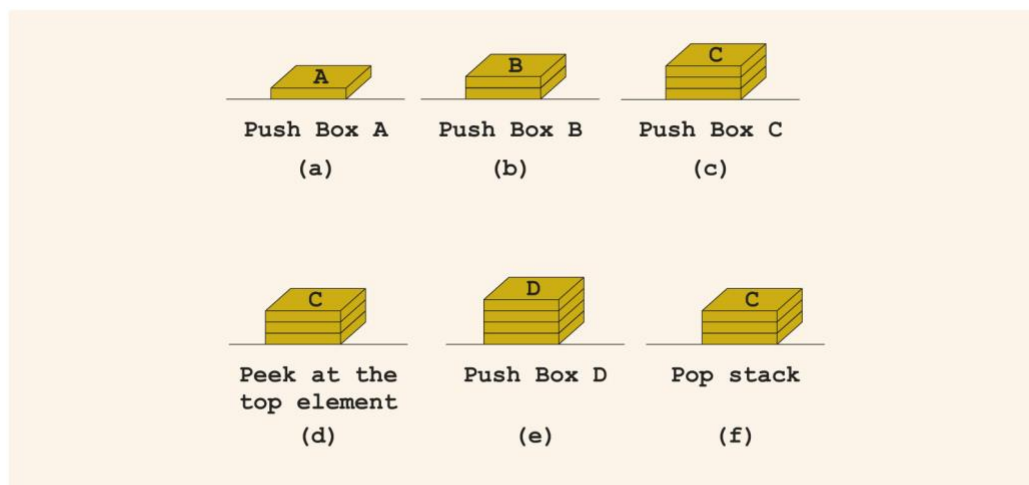 A
B
C
Push Box A
Push Box B
Push Box C
(a)
(b)
(c)
C
D
C
Peek at the
top element
Push Box D
Pop stack
(d)
(e)
(f)